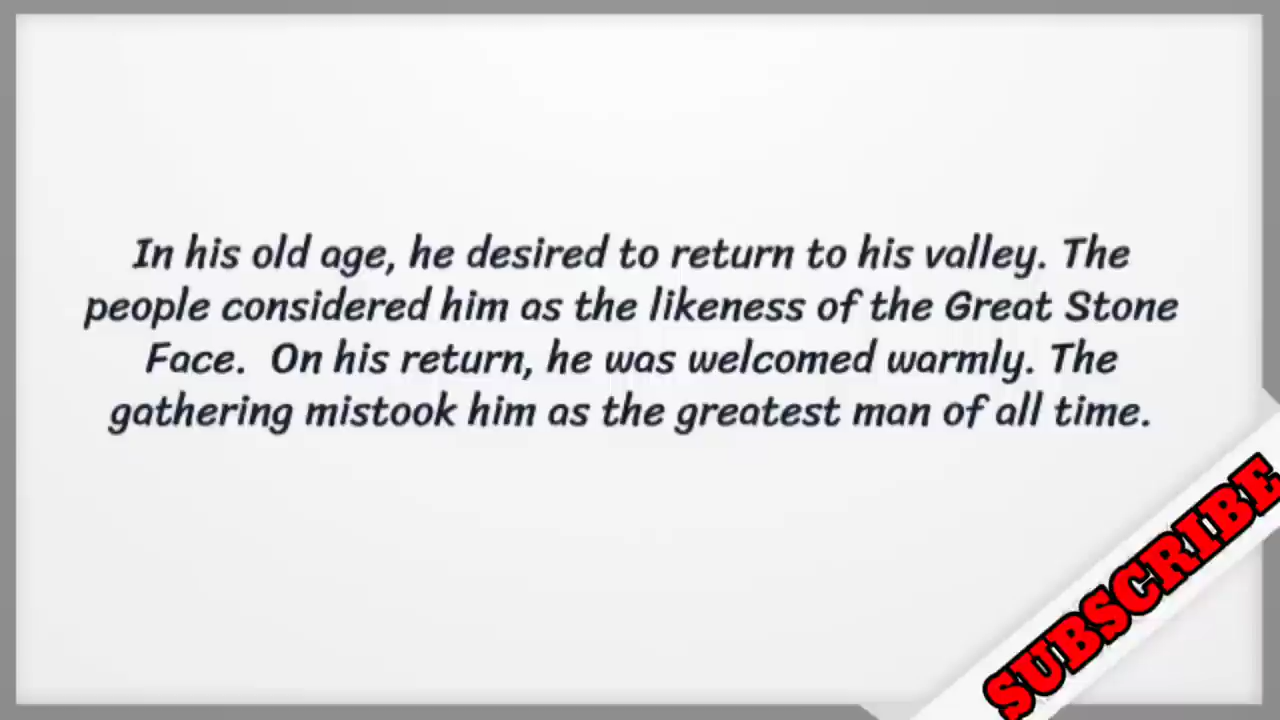 In his old age, he desired to return to his valley. The
people considered him as the likeness of the Great Stone
Face.  On his return, he was welcomed warmly. The
gathering mistook him as the greatest man of all time.
SUBSCRIBE